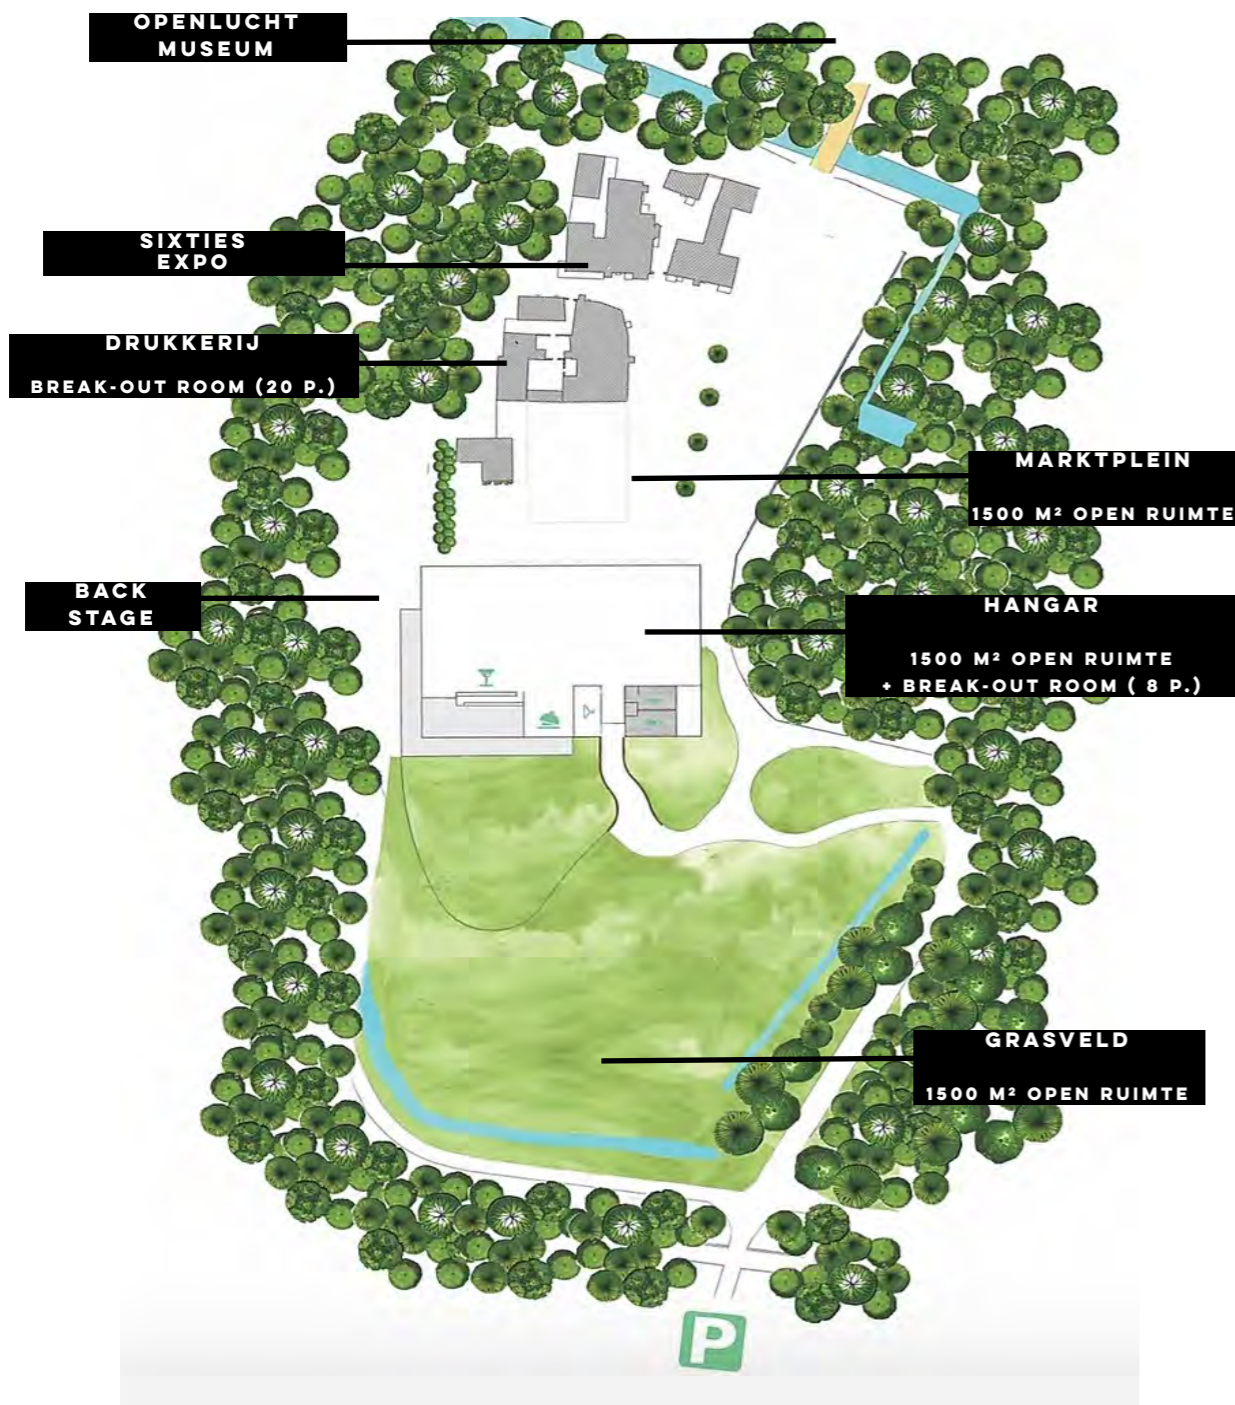 OPENLUCHT
MUSEUM
SIXTIES
EXPO
DRUKKERIJ
BREAK-OUT ROOM (20 P.)
MARKTPLEIN
1500 M² OPEN RUIMTE
BACK
STAGE
HANGAR
1500 M² OPEN RUIMTE
+ BREAK-OUT ROOM ( 8 P.)
GRASVELD
1500 M² OPEN RUIMTE
P